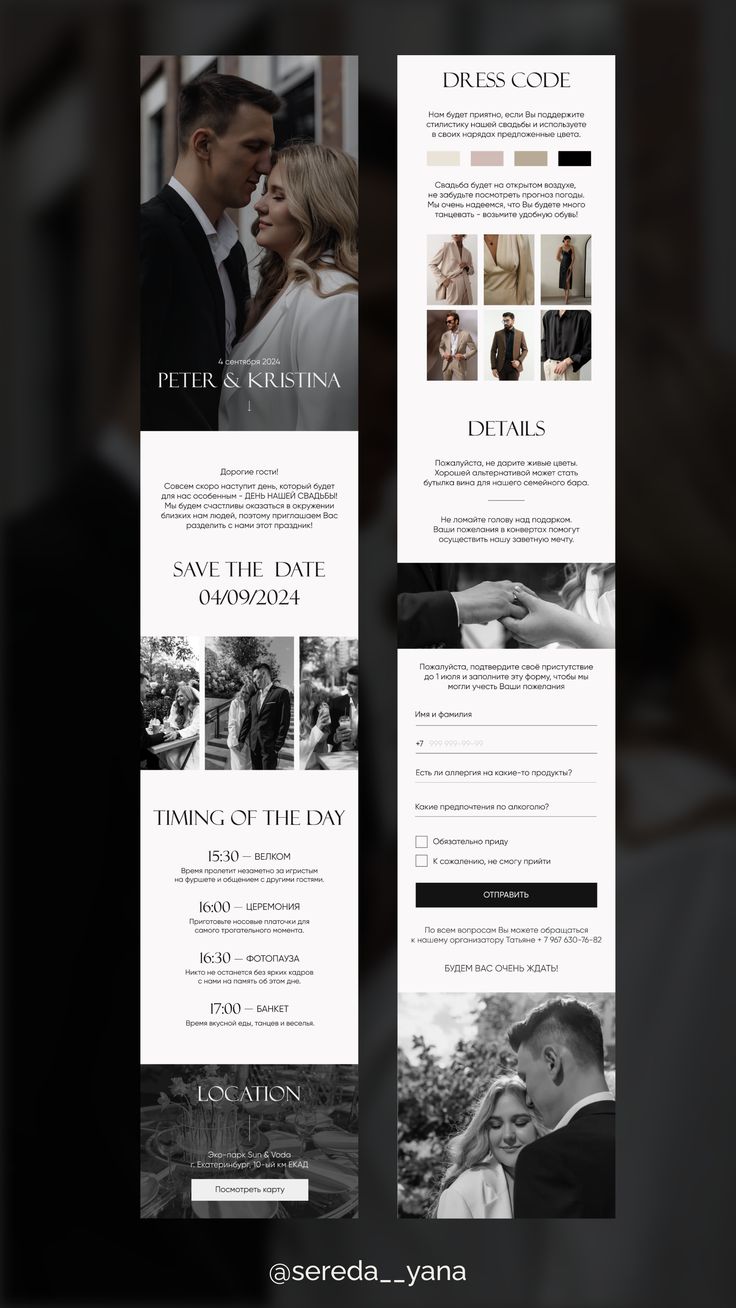 4 сентября 2024
PETER & KRISTINA
Дорогие гости!
Совсем скоро наступит день, который будет
для нас особенным - ДЕНЬ НАШЕЙ СВАДЬБЫ!
Мы будем счастливы оказаться в окружении
близких нам людей, поэтому приглашаем Вас
разделить с нами этот праздник!
SAVE THE DATE
04/09/2024
TIMING OF THE DAY
15:30 — ВЕЛКОМ
Время пролетит незаметно за игристым
на фуршете и общением с другими гостями.
16:00 — ЦЕРЕМОНИЯ
Приготовьте носовые платочки для
самого трогательного момента.
16:30 — ФОТОПАУЗА
Никто не останется без ярких кадров
с нами на память об этом дне.
17:00 — БАНКЕТ
Время вкусной еды, танцев и веселья.
LOCATION
Эко-парк Sun & Voda
г. Екатеринбург, 10-ый км ЕКАД
Посмотреть карту
DRESS CODE
Нам будет приятно, если Вы поддержите
стилистику нашей свадьбы и используете
в своих нарядах предложенные цвета.
Свадьба будет на открытом воздухе,
не забудьте посмотреть прогноз погоды.
Мы очень надеемся, что Вы будете много
танцевать - возьмите удобную обувь!
DETAILS
Пожалуйста, не дарите живые цветы.
Хорошей альтернативой может стать
бутылка вина для нашего семейного бара.
Не ломайте голову над подарком.
Ваши пожелания в конвертах помогут
осуществить нашу заветную мечту.
Пожалуйста, подтвердите своё приступствие
до 1 июля и заполните эту форму, чтобы мы
могли учесть Ваши пожелания
Имя и фамилия
+7 999 999-99-99
Есть ли аллергия на какие-то продукты?
Какие предпочтения по алкоголю?
Обязательно приду
К сожалению, не смогу прийти
ОТПРАВИТЬ
По всем вопросам Вы можете обращаться
к нашему организатору Татьяне + 7 967 630-76-82
БУДЕМ ВАС ОЧЕНЬ ЖДАТЬ!
@sereda__yana